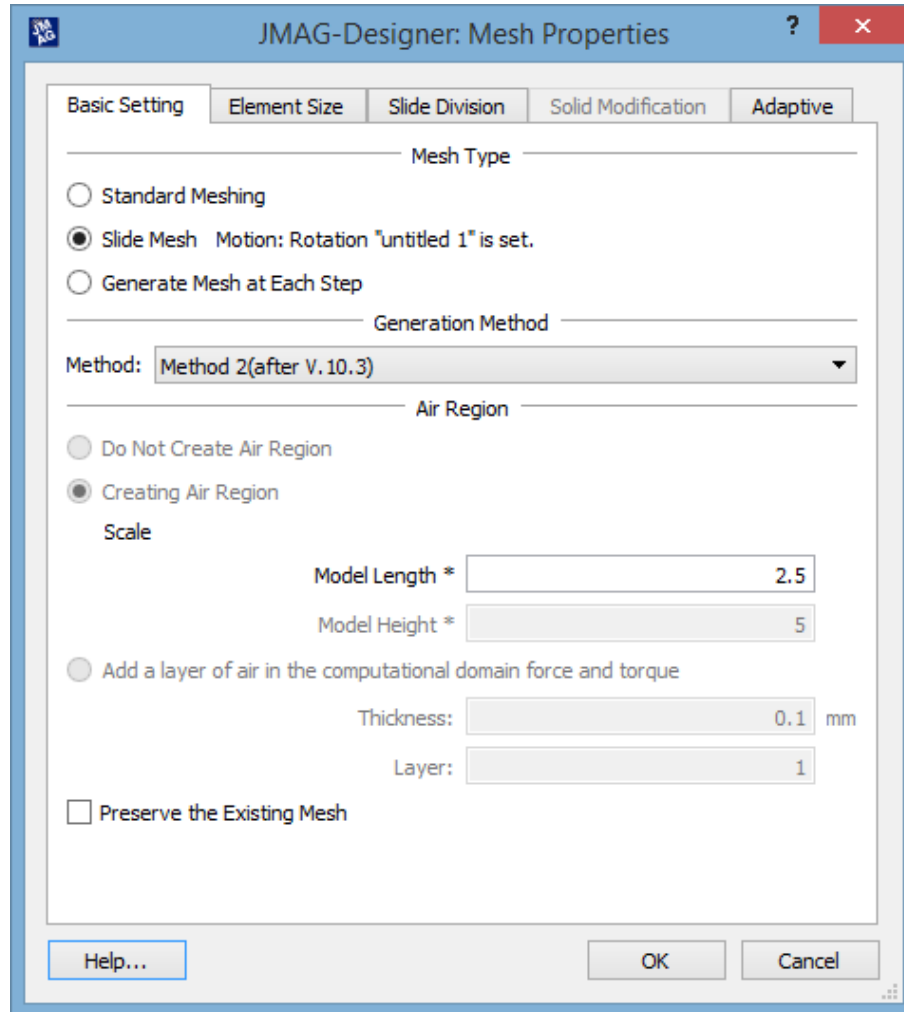 JMAG
JMAG-Designer: Mesh Properties ? ×
Basic Setting Element Size Slide Division Solid Modification Adaptive
Mesh Type
Standard Meshing
Slide Mesh Motion: Rotation "untitled 1" is set.
Generate Mesh at Each Step
Generation Method
Method: Method 2(after V.10.3)
Air Region
Do Not Create Air Region
Creating Air Region
Scale
Model Length * 2.5
Model Height * 5
Add a layer of air in the computational domain force and torque
Thickness: 0.1 mm
Layer: 1
Preserve the Existing Mesh
Help... OK Cancel